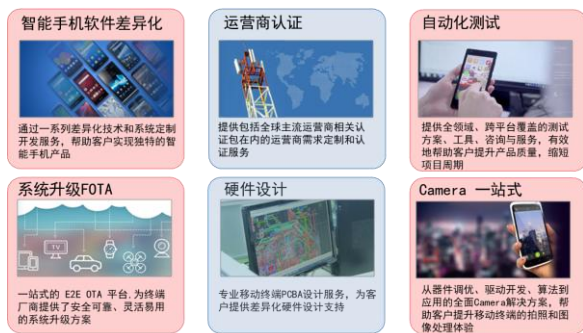 智能手机软件差异化
通过一系列差异化技术和系统定制
开发服务，帮助客户实现独特的智
能手机产品
运营商认证
提供包括全球主流运营商相关认
证包在内的运营商需求定制和认
证服务
自动化测试
提供全领域、跨平台覆盖的测试
方案、工具、咨询与服务，有效
地帮助客户提升产品质量，缩短
项目周期
系统升级FOTA
TV
一站式的 E2E OTA 平台，为终端
厂商提供了安全可靠、灵活易用
的系统升级方案
硬件设计
专业移动终端PCBA设计服务，为客
户提供差异化硬件设计支持
Camera 一站式
从器件调优、驱动开发、算法到
应用的全面Camera解决方案，帮
助客户提升移动终端的拍照和图
像处理体验